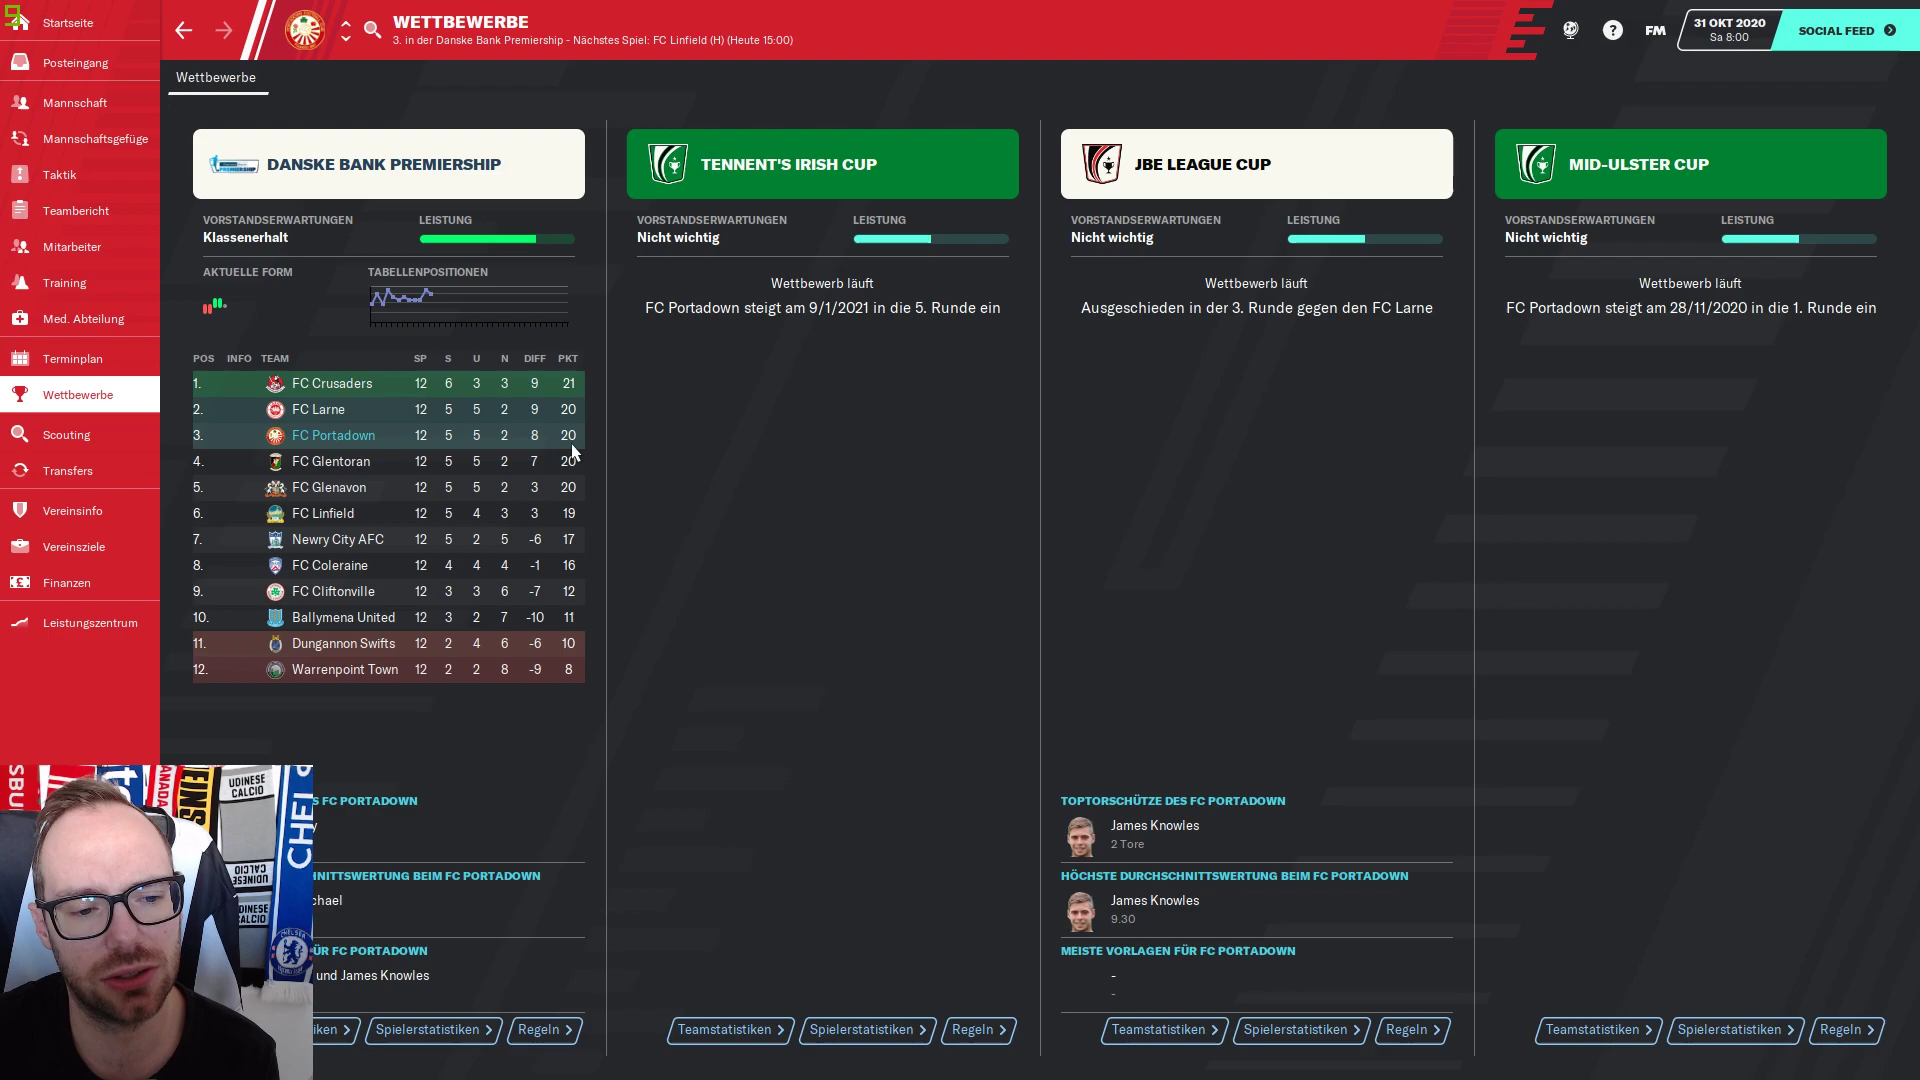 Startseite
Posteingang
Mannschaft
Mannschaftsgefüge
Taktik
Teambericht
Mitarbeiter
Training
Med. Abteilung
Terminplan
Wettbewerbe
Scouting
Transfers
Vereinsinfo
Vereinsziele
Finanzen
Leistungszentrum
WETTBEWERBE
3. in der Danske Bank Premiership - Nächstes Spiel: FC Linfield (H) (Heute 15:00)
FM
31 OKT 2020
Sa 8:00
SOCIAL FEED
Wettbewerbe
DANSKE BANK PREMIERSHIP
VORSTANDSERWARTUNGEN LEISTUNG
Klassenerhalt
AKTUELLE FORM TABELLENPOSITIONEN
POS INFO TEAM SP S U N DIFF PKT
1. FC Crusaders 12 6 3 3 9 21
2. FC Larne 12 5 5 2 9 20
3. FC Portadown 12 5 5 2 8 20
4. FC Glentoran 12 5 5 2 7 20
5. FC Glenavon 12 5 5 2 3 20
6. FC Linfield 12 5 4 3 3 19
7. Newry City AFC 12 5 2 5 -6 17
8. FC Coleraine 12 4 4 4 -1 16
9. FC Cliftonville 12 3 3 6 -7 12
10. Ballymena United 12 3 2 7 -10 11
11. Dungannon Swifts 12 2 4 6 -6 10
12. Warrenpoint Town 12 2 2 8 -9 8
S FC PORTADOWN
y
HNITTSWERTUNG BEIM FC PORTADOWN
chael
ÜR FC PORTADOWN
und James Knowles
iken Spielerstatistiken Regeln
TENNENT'S IRISH CUP
VORSTANDSERWARTUNGEN LEISTUNG
Nicht wichtig
Wettbewerb läuft
FC Portadown steigt am 9/1/2021 in die 5. Runde ein
Teamstatistiken Spielerstatistiken Regeln
JBE LEAGUE CUP
VORSTANDSERWARTUNGEN LEISTUNG
Nicht wichtig
Wettbewerb läuft
Ausgeschieden in der 3. Runde gegen den FC Larne
TOPTORSCHÜTZE DES FC PORTADOWN
James Knowles
2 Tore
HÖCHSTE DURCHSCHNITTSWERTUNG BEIM FC PORTADOWN
James Knowles
9.30
MEISTE VORLAGEN FÜR FC PORTADOWN
-
-
Teamstatistiken Spielerstatistiken Regeln
MID-ULSTER CUP
VORSTANDSERWARTUNGEN LEISTUNG
Nicht wichtig
Wettbewerb läuft
FC Portadown steigt am 28/11/2020 in die 1. Runde ein
Teamstatistiken Spielerstatistiken Regeln
SBU
ANADA
EINS
UDINESE
CALCIO
UDINESE
CALCIO
DINESE
CALCIO
CHEL